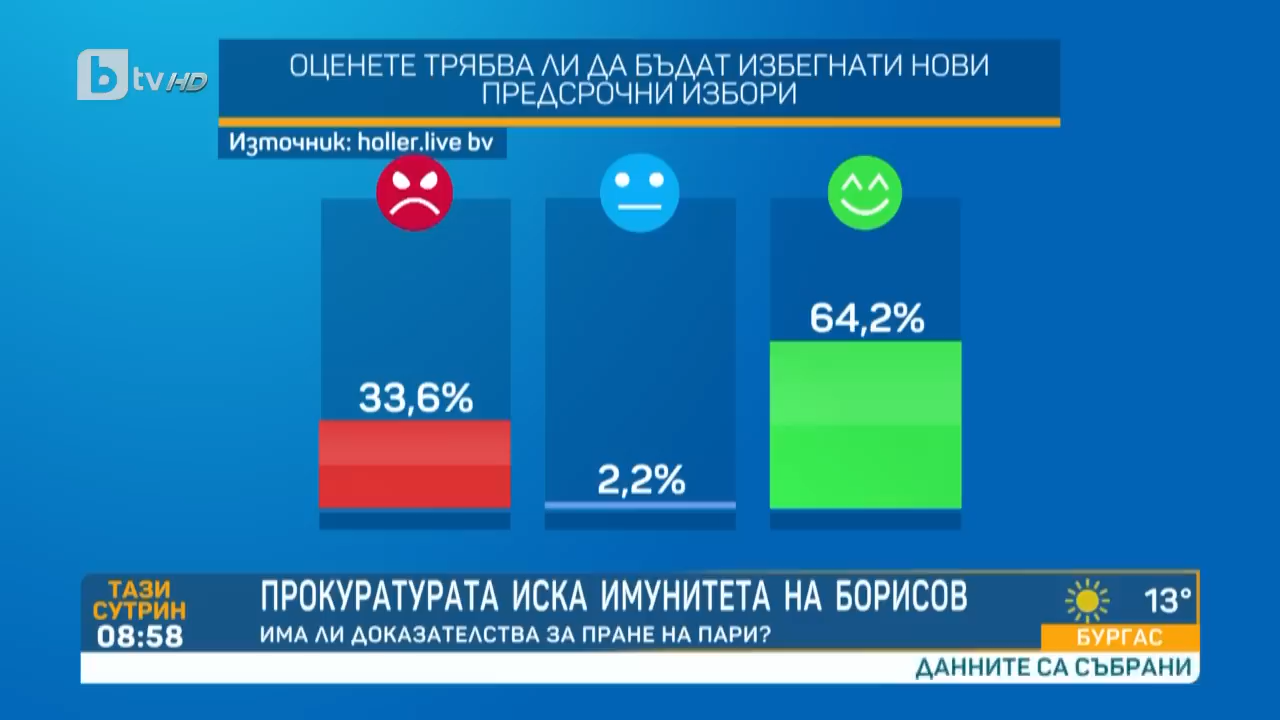 btv HD
ОЦЕНЕТЕ ТРЯБВА ЛИ ДА БЪДАТ ИЗБЕГНАТИ НОВИ
ПРЕДСРОЧНИ ИЗБОРИ
Източник: holler.live bv
64,2%
33,6%
2,2%
ТАЗИ
СУТРИН
08:58
ПРОКУРАТУРАТА ИСКА ИМУНИТЕТА НА БОРИСОВ
ИМА ЛИ ДОКАЗАТЕЛСТВА ЗА ПРАНЕ НА ПАРИ?
13°
БУРГАС
ДАННИТЕ СА СЪБРАНИ